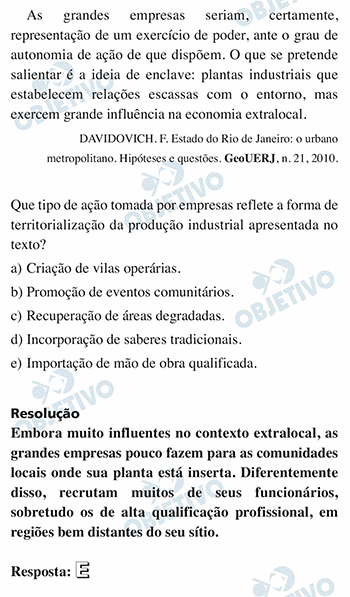 As grandes empresas seriam, certamente,
representação de um exercício de poder, ante o grau de
autonomia de ação de que dispõem. O que se pretende
salientar é a ideia de enclave: plantas industriais que
estabelecem relações escassas com o entorno, mas
exercem grande influência na economia extralocal.
DAVIDOVICH. F. Estado do Rio de Janeiro: o urbano
metropolitano. Hipóteses e questões. GeoUERJ, n. 21, 2010.
Que tipo de ação tomada por empresas reflete a forma de
territorialização da produção industrial apresentada no
texto?
a) Criação de vilas operárias.
b) Promoção de eventos comunitários.
c) Recuperação de áreas degradadas.
d) Incorporação de saberes tradicionais.
e) Importação de mão de obra qualificada.
Resolução
Embora muito influentes no contexto extralocal, as
grandes empresas pouco fazem para as comunidades
locais onde sua planta está inserta. Diferentemente
disso, recrutam muitos de seus funcionários,
sobretudo os de alta qualificação profissional, em
regiões bem distantes do seu sítio.
Resposta: E
OBJETIVO
OBJETIVO
OBJETIVO
OBJETIVO
OBJETIVO
OBJETIVO
OBJETIVO